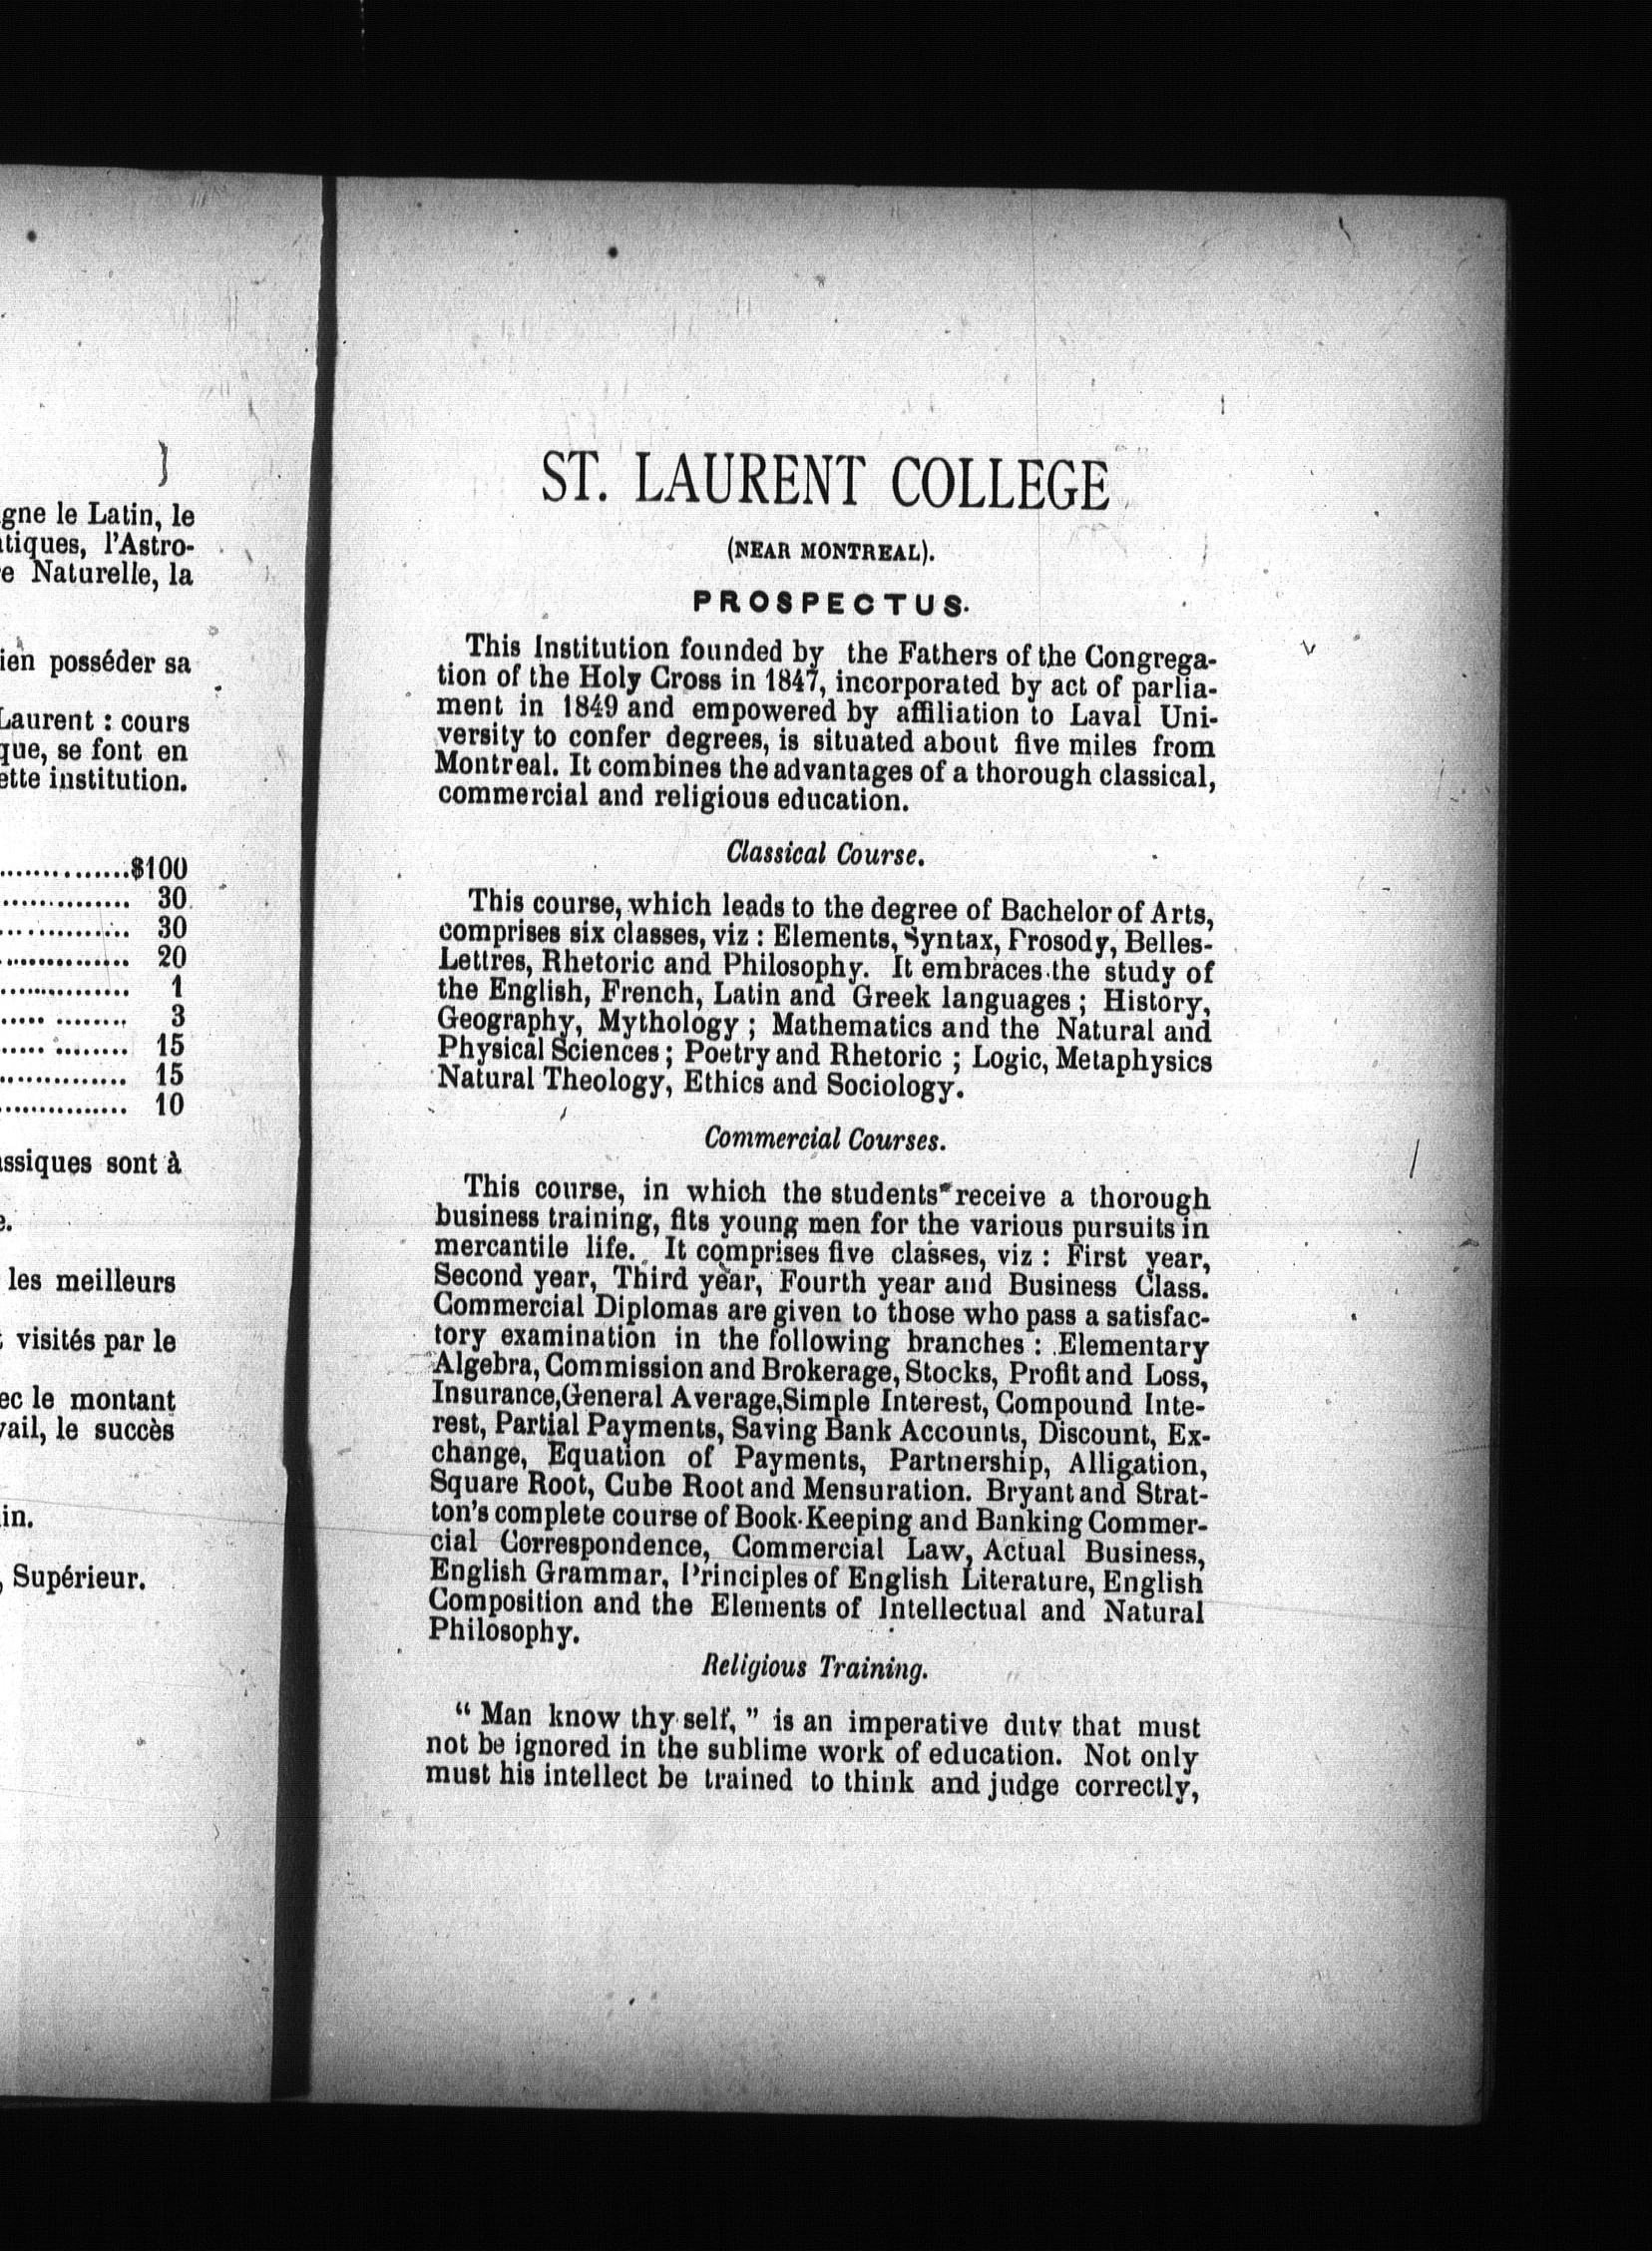 gne le Latin, le
tiques, l'Astro-
e Naturelle, la
ien posséder sa
Laurent : cours
que, se font en
ette institution.
..............$100
.............. 30
.............. 30
.............. 20
.............. 1
..... ........ 3
..... ........ 15
.............. 15
.............. 10
ssiques sont à
e.
les meilleurs
visités par le
ec le montant
vail, le succès
in.
, Supérieur.
ST. LAURENT COLLEGE
(NEAR MONTREAL).
PROSPECTUS.
This Institution founded by the Fathers of the Congrega-
tion of the Holy Cross in 1847, incorporated by act of parlia-
ment in 1849 and empowered by affiliation to Laval Uni-
versity to confer degrees, is situated about five miles from
Montreal. It combines the advantages of a thorough classical,
commercial and religious education.
Classical Course.
This course, which leads to the degree of Bachelor of Arts,
comprises six classes, viz : Elements, Syntax, Prosody, Belles-
Lettres, Rhetoric and Philosophy. It embraces the study of
the English, French, Latin and Greek languages ; History,
Geography, Mythology ; Mathematics and the Natural and
Physical Sciences ; Poetry and Rhetoric ; Logic, Metaphysics
Natural Theology, Ethics and Sociology.
Commercial Courses.
This course, in which the students receive a thorough
business training, fits young men for the various pursuits in
mercantile life. It comprises five classes, viz : First year,
Second year, Third year, Fourth year and Business Class.
Commercial Diplomas are given to those who pass a satisfac-
tory examination in the following branches : Elementary
Algebra, Commission and Brokerage, Stocks, Profit and Loss,
Insurance,General Average,Simple Interest, Compound Inte-
rest, Partial Payments, Saving Bank Accounts, Discount, Ex-
change, Equation of Payments, Partnership, Alligation,
Square Root, Cube Root and Mensuration. Bryant and Strat-
ton's complete course of Book-Keeping and Banking Commer-
cial Correspondence, Commercial Law, Actual Business,
English Grammar, Principles of English Literature, English
Composition and the Elements of Intellectual and Natural
Philosophy.
Religious Training.
“ Man know thy self, ” is an imperative duty that must
not be ignored in the sublime work of education. Not only
must his intellect be trained to think and judge correctly,